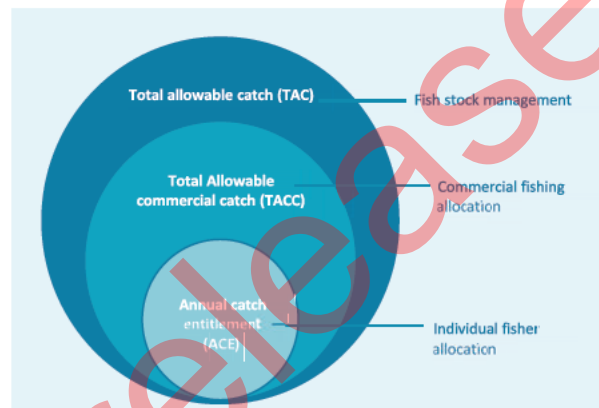 Total allowable catch (TAC)
Fish stock management
Total Allowable
commercial catch (TACC)
Commercial fishing
allocation
Annual catch
entitlement
(ACE)
Individual fisher
allocation
elease